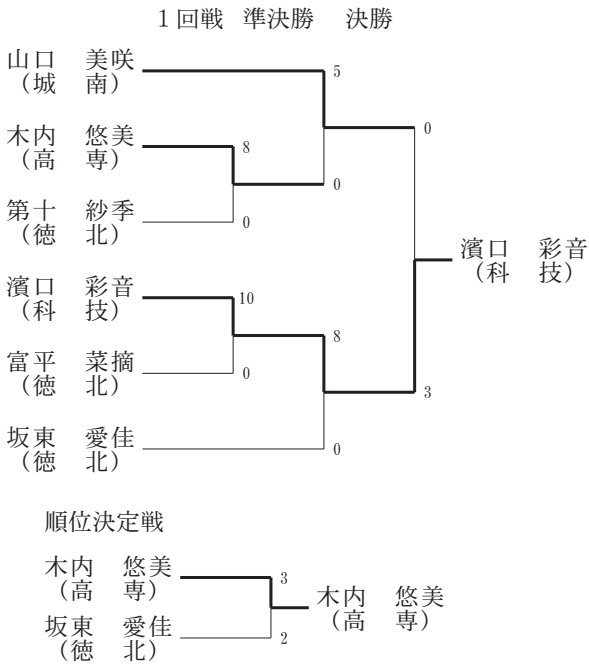 １回戦　準決勝　決勝
山口　美咲
（城　南）
5
木内　悠美
（高　専）
8
0
0
第十　紗季
（徳　北）
0
濱口　彩音
（科　技）
濱口　彩音
（科　技）
10
8
富平　菜摘
（徳　北）
0
3
坂東　愛佳
（徳　北）
0
順位決定戦
木内　悠美
（高　専）
3
木内　悠美
（高　専）
坂東　愛佳
（徳　北）
2